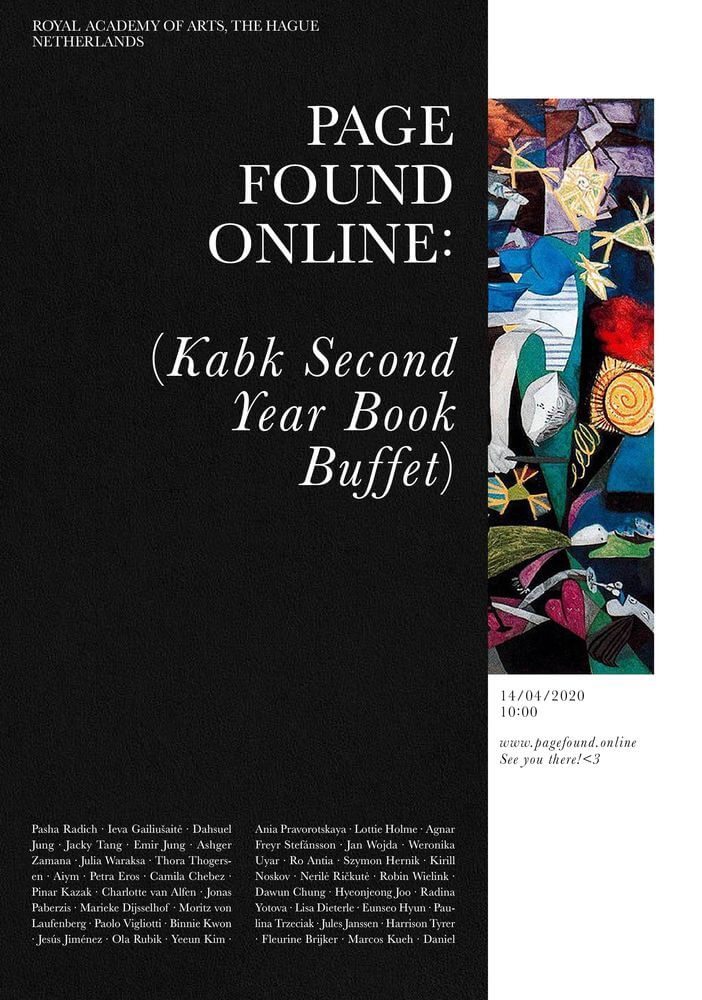 ROYAL ACADEMY OF ARTS, THE HAGUE
NETHERLANDS
PAGE
FOUND
ONLINE:
(Kabk Second
Year Book
Buffet)
14/04/2020
10:00
www.pagefound.online
See you there!<3
Pasha Radich · Ieva Gailiušaitė · Dahsuel
Jung · Jacky Tang · Emir Jung · Ashger
Zamana · Julia Waraksa · Thora Thogers-
en · Aiym · Petra Eros · Camila Chebez ·
Pinar Kazak · Charlotte van Alfen · Jonas
Paberzis · Marieke Dijsselhof · Moritz von
Laufenberg · Paolo Vigliotti · Binnie Kwon
· Jesús Jiménez · Ola Rubik · Yeeun Kim ·
Ania Pravorotskaya · Lottie Holme · Agnar
Freyr Stefánsson · Jan Wojda · Weronika
Uyar · Ro Antia · Szymon Hernik · Kirill
Noskov · Nerilė Ričkutė · Robin Wielink ·
Dawun Chung · Hyeonjeong Joo · Radina
Yotova · Lisa Dieterle · Eunseo Hyun · Pau-
lina Trzeciak · Jules Janssen · Harrison Tyrer
· Fleurine Brijker · Marcos Kueh · Daniel